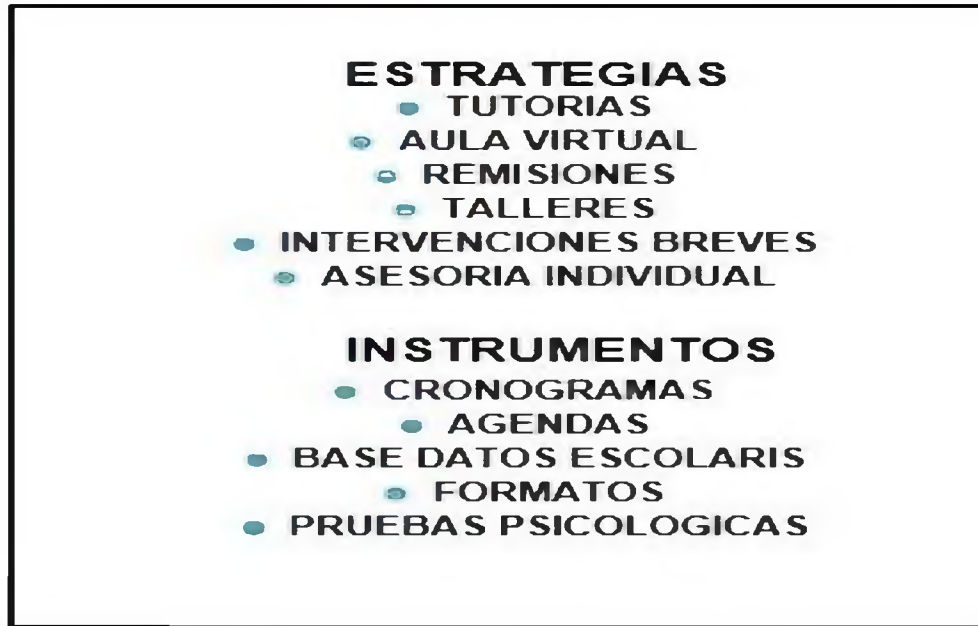 ESTRATEGIAS
TUTORIAS
AULA VIRTUAL
REMISIONES
TALLERES
INTERVENCIONES BREVES
ASESORIA INDIVIDUAL
INSTRUMENTOS
CRONOGRAMAS
AGENDAS
BASE DATOS ESCOLARIS
FORMATOS
PRUEBAS PSICOLOGICAS